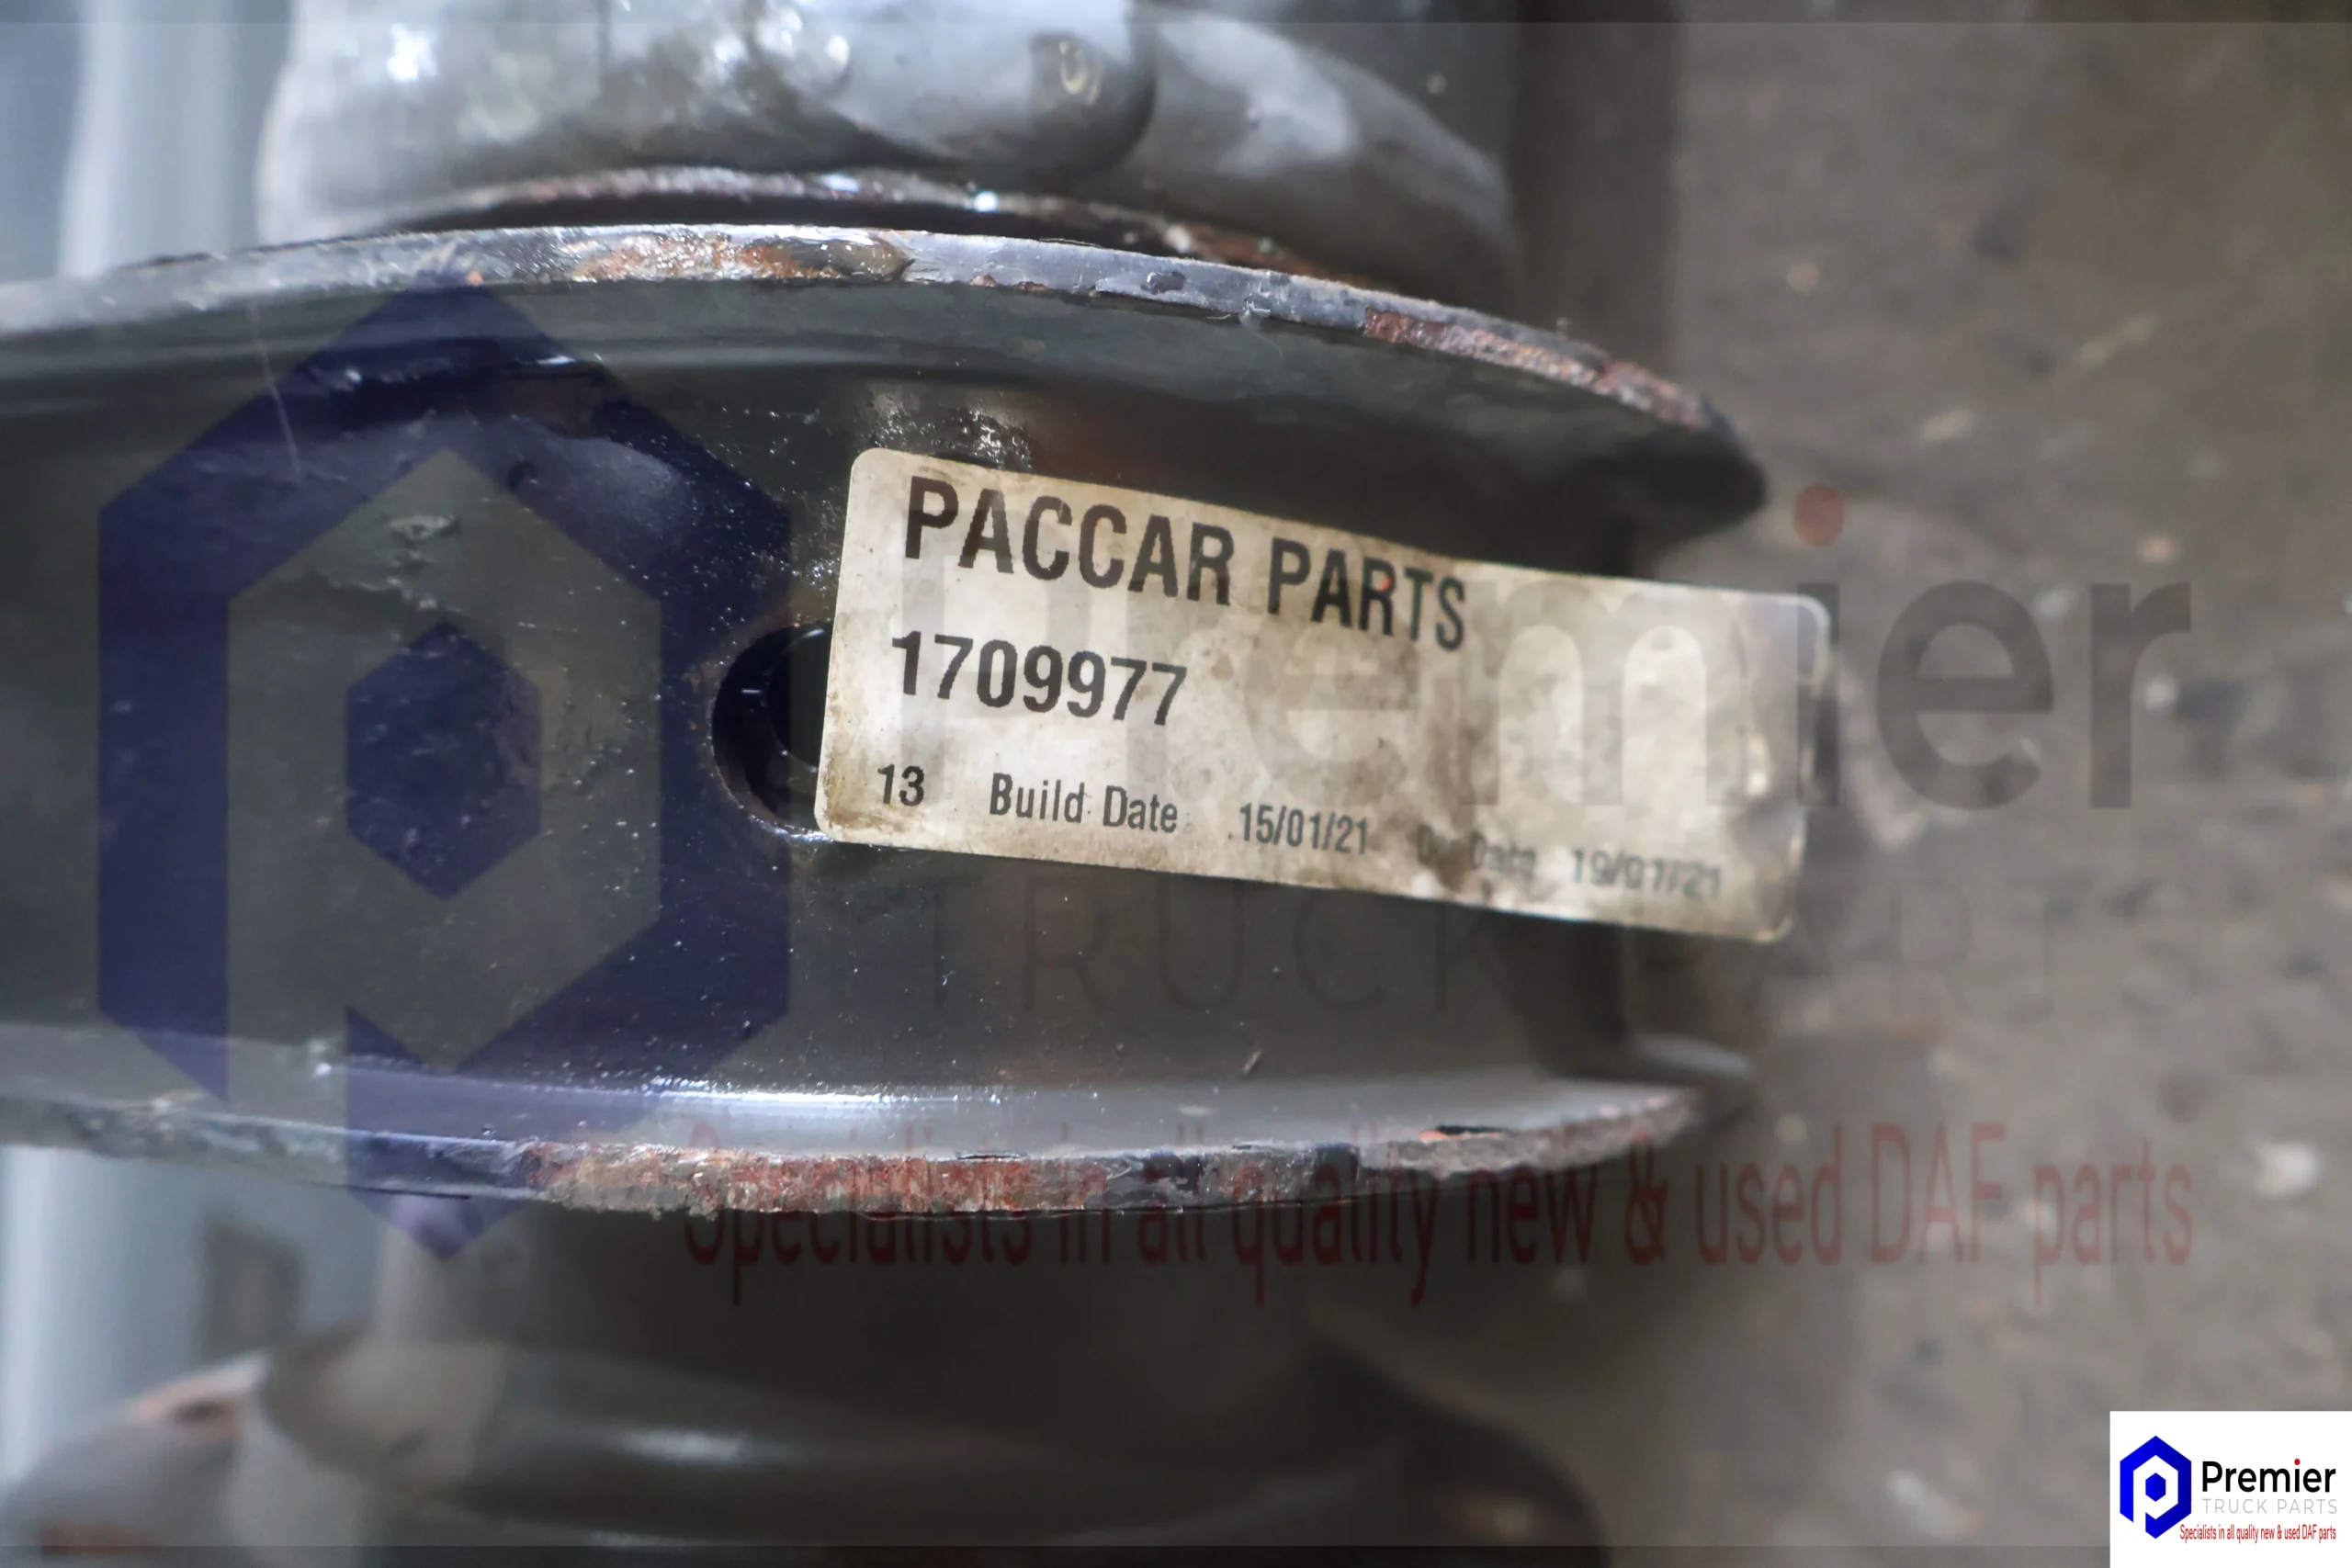 PACCAR PARTS
1709977
13 Build Date 15/01/21 Date 19/01/21
Premier
TRUCK PARTS
Specialists in all quality new & used DAF parts
Premier
TRUCK PARTS
Specialists in all quality new & used DAF parts